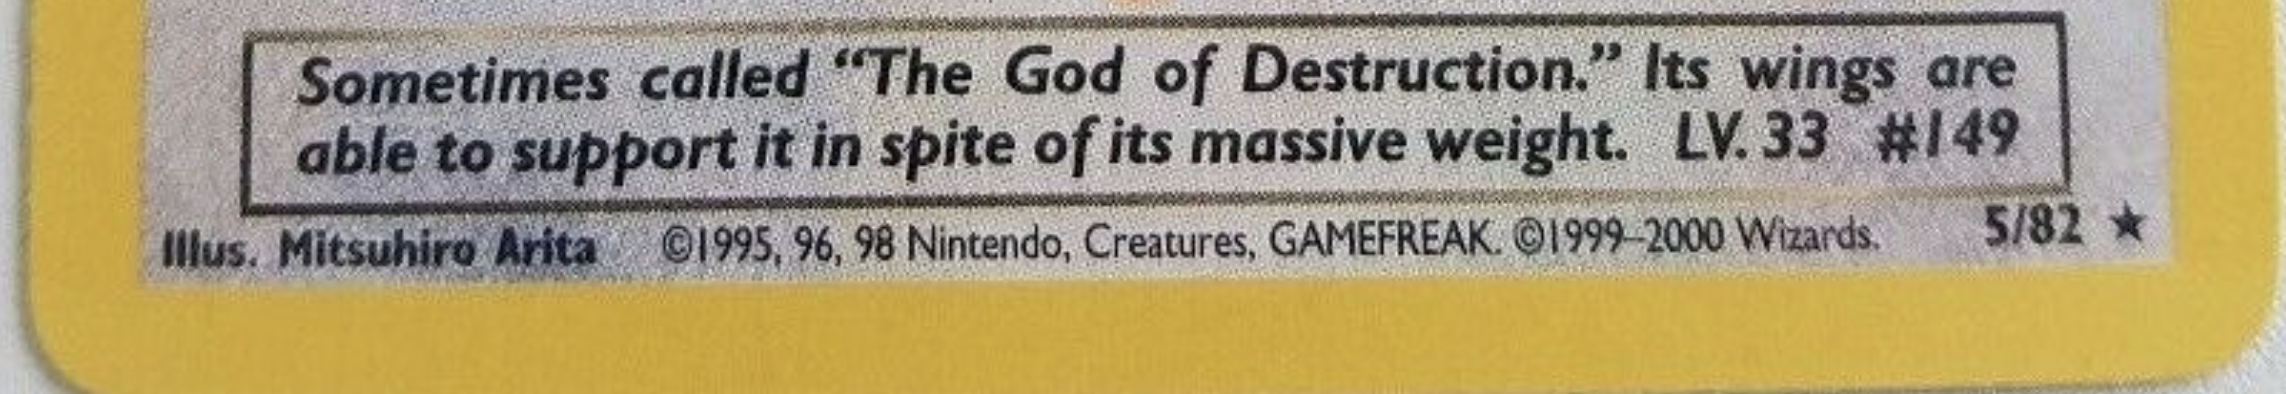 Sometimes called “The God of Destruction.” Its wings are
able to support it in spite of its massive weight. LV. 33 #149
Illus. Mitsuhiro Arita ©1995, 96, 98 Nintendo, Creatures, GAMEFREAK. ©1999–2000 Wizards. 5/82 ★